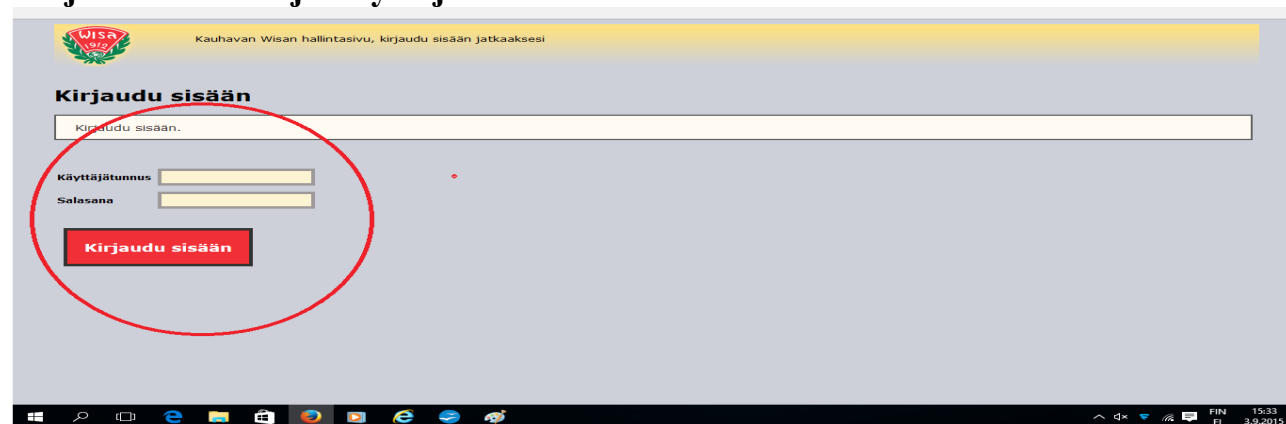 WISA
1912
Kauhavan Wisan hallintasivu, kirjaudu sisään jatkaaksesi
Kirjaudu sisään
Kirjaudu sisään.
Käyttäjätunnus
Salasana
Kirjaudu sisään
FIN 15:33
FI 3.9.2015